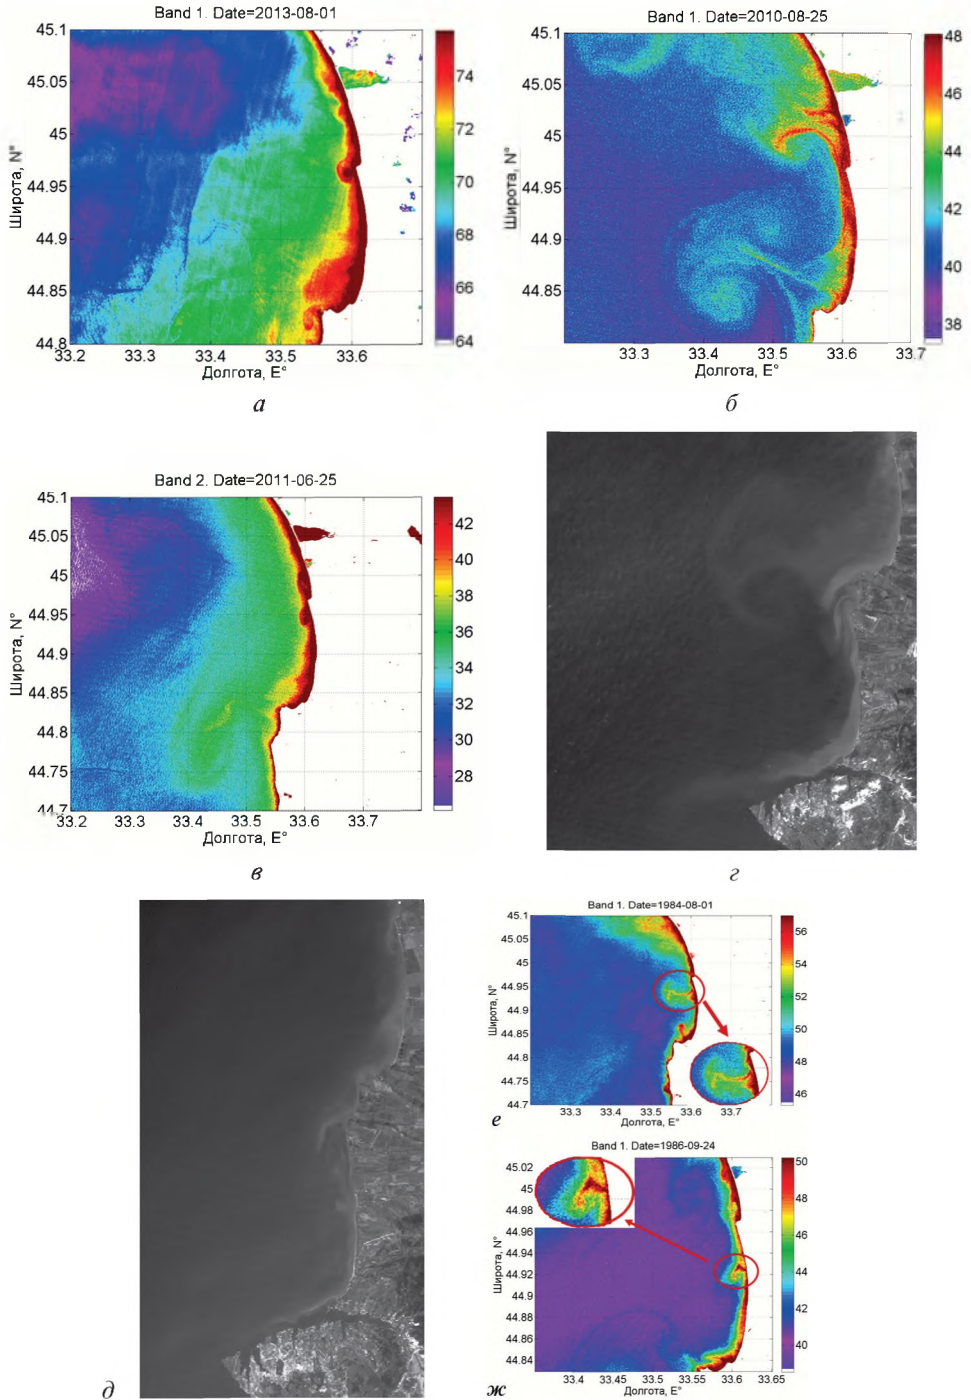 Band 1. Date=2013-08-01
45.1
45.05
45
44.95
44.9
44.85
44.8
Широта, N°
33.2 33.3 33.4 33.5 33.6
Долгота, E°
74
72
70
68
66
64
а
Band 1. Date=2010-08-25
45.1
45.05
45
44.95
44.9
44.85
Широта, N°
33.3 33.4 33.5 33.6 33.7
Долгота, E°
48
46
44
42
40
38
б
Band 2. Date=2011-06-25
45.1
45.05
45
44.95
44.9
44.85
44.8
44.75
44.7
Широта, N°
33.2 33.3 33.4 33.5 33.6 33.7
Долгота, E°
42
40
38
36
34
32
30
28
в
г
д
Band 1. Date=1984-08-01
45.1
45.05
45
44.95
44.9
44.85
44.8
44.75
44.7
Широта, N°
33.3 33.4 33.5 33.6 33.7
Долгота, E°
56
54
52
50
48
46
е
Band 1. Date=1986-09-24
45.02
45
44.98
44.96
44.94
44.92
44.9
44.88
44.86
44.84
Широта, N°
33.4 33.45 33.5 33.55 33.6 33.65
Долгота, E°
50
48
46
44
42
40
ж